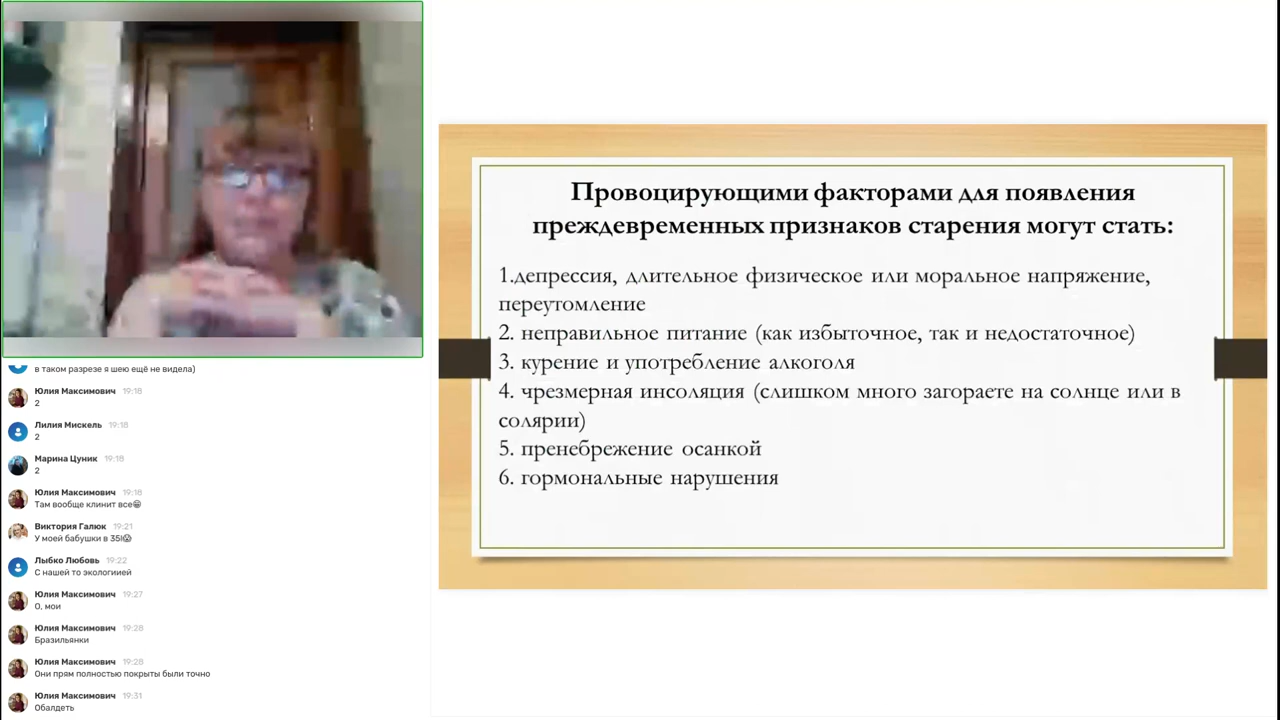 в таком разрезе я шею ещё не видела)
Юлия Максимович 19:18
2
Лилия Мискель 19:18
2
Марина Цуник 19:18
2
Юлия Максимович 19:18
Там вообще клинит все😁
Виктория Галюк 19:21
У моей бабушки в 35!😱
Лыбко Любовь 19:22
С нашей то экологиией
Юлия Максимович 19:27
О, мои
Юлия Максимович 19:28
Бразильянки
Юлия Максимович 19:28
Они прям полностью покрыты были точно
Юлия Максимович 19:31
Обалдеть
Провоцирующими факторами для появления
преждевременных признаков старения могут стать:
1.депрессия, длительное физическое или моральное напряжение,
переутомление
2. неправильное питание (как избыточное, так и недостаточное)
3. курение и употребление алкоголя
4. чрезмерная инсоляция (слишком много загораете на солнце или в
солярии)
5. пренебрежение осанкой
6. гормональные нарушения